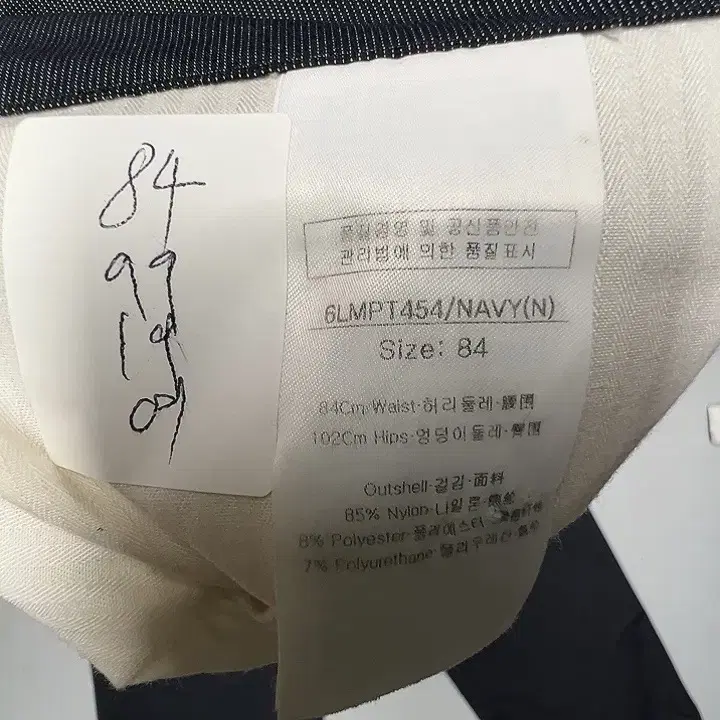 84
99
19
품질경영 및 공산품안전
관리법에 의한 품질표시
6LMPT454/NAVY(N)
Size: 84
84Cm·Waist·허리둘레·腰围
102Cm Hips·엉덩이둘레·臀围
Outshell·겉감·面料
85% Nylon·나일론·
8% Polyester·폴리에스터·
7% Polyurethane·폴리우레탄·